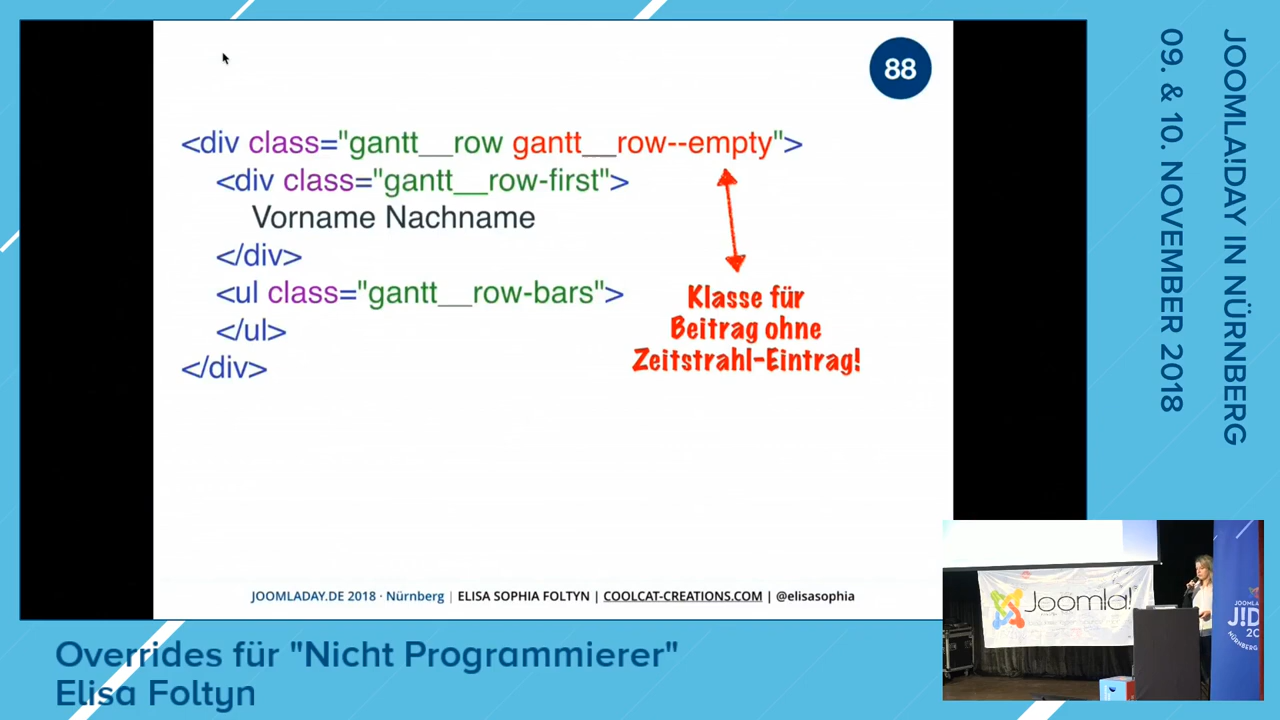 88
<div class="gantt__row gantt__row--empty">
<div class="gantt__row-first">
Vorname Nachname
</div>
<ul class="gantt__row-bars">
</ul>
</div>
Klasse für
Beitrag ohne
Zeitstrahl-Eintrag!
JOOMLADAY.DE 2018 · Nürnberg | ELISA SOPHIA FOLTYN | COOLCAT-CREATIONS.COM | @elisasophia
JOOMLA!DAY IN NÜRNBERG
09. & 10. NOVEMBER 2018
Joomla!
Overrides für "Nicht Programmierer"
Elisa Foltyn